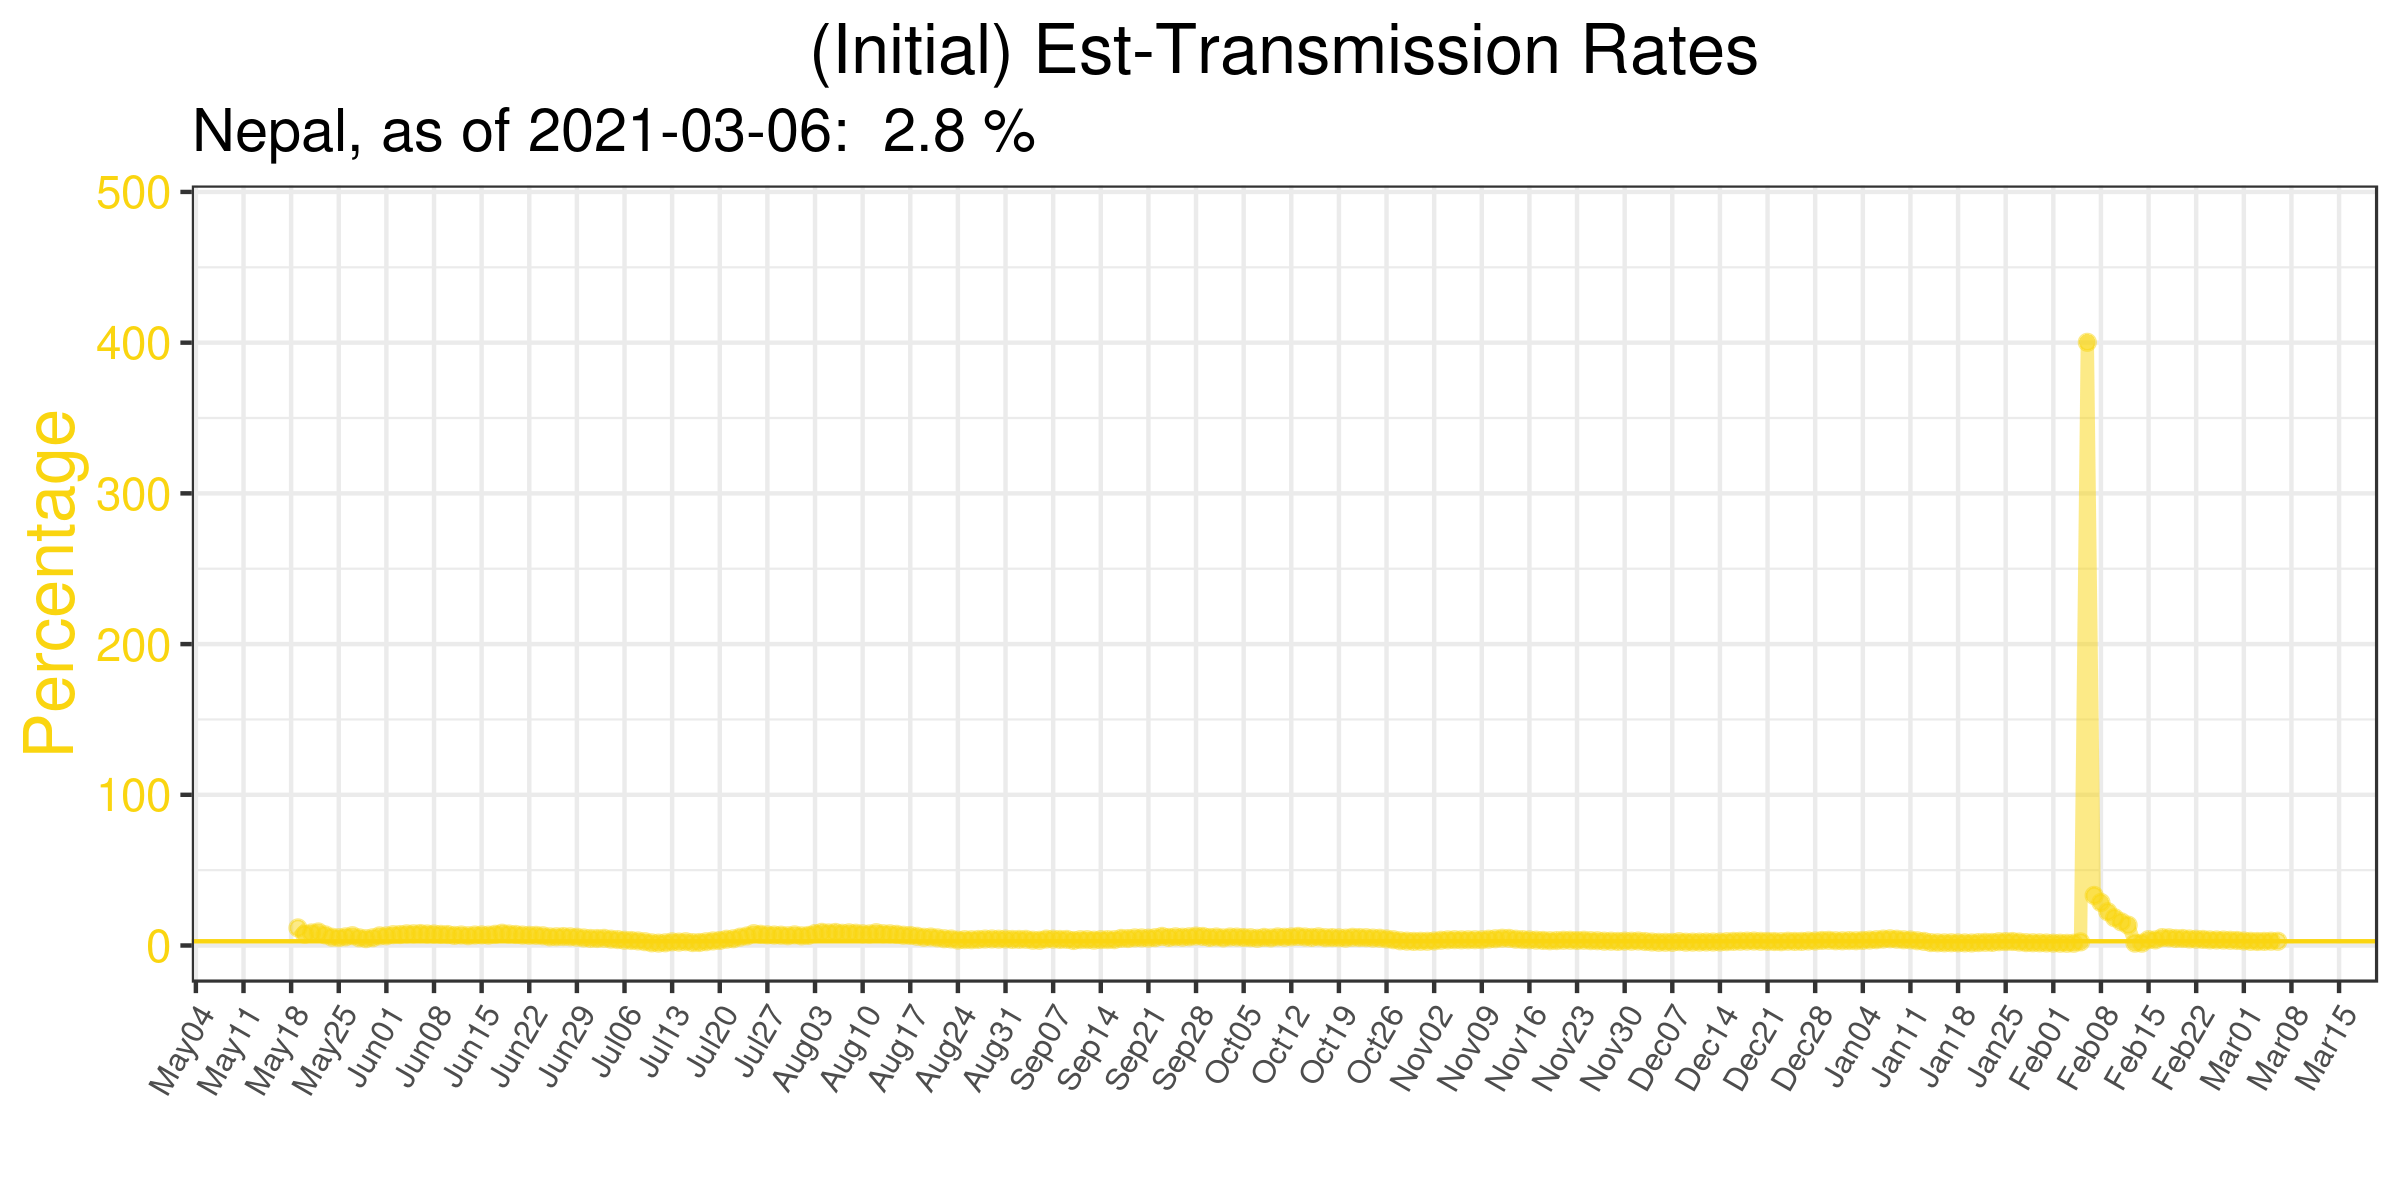 (Initial) Est-Transmission Rates
Nepal, as of 2021-03-06:  2.8 %
Percentage
500
400
300
200
100
0
May04
May11
May18
May25
Jun01
Jun08
Jun15
Jun22
Jun29
Jul06
Jul13
Jul20
Jul27
Aug03
Aug10
Aug17
Aug24
Aug31
Sep07
Sep14
Sep21
Sep28
Oct05
Oct12
Oct19
Oct26
Nov02
Nov09
Nov16
Nov23
Nov30
Dec07
Dec14
Dec21
Dec28
Jan04
Jan11
Jan18
Jan25
Feb01
Feb08
Feb15
Feb22
Mar01
Mar08
Mar15